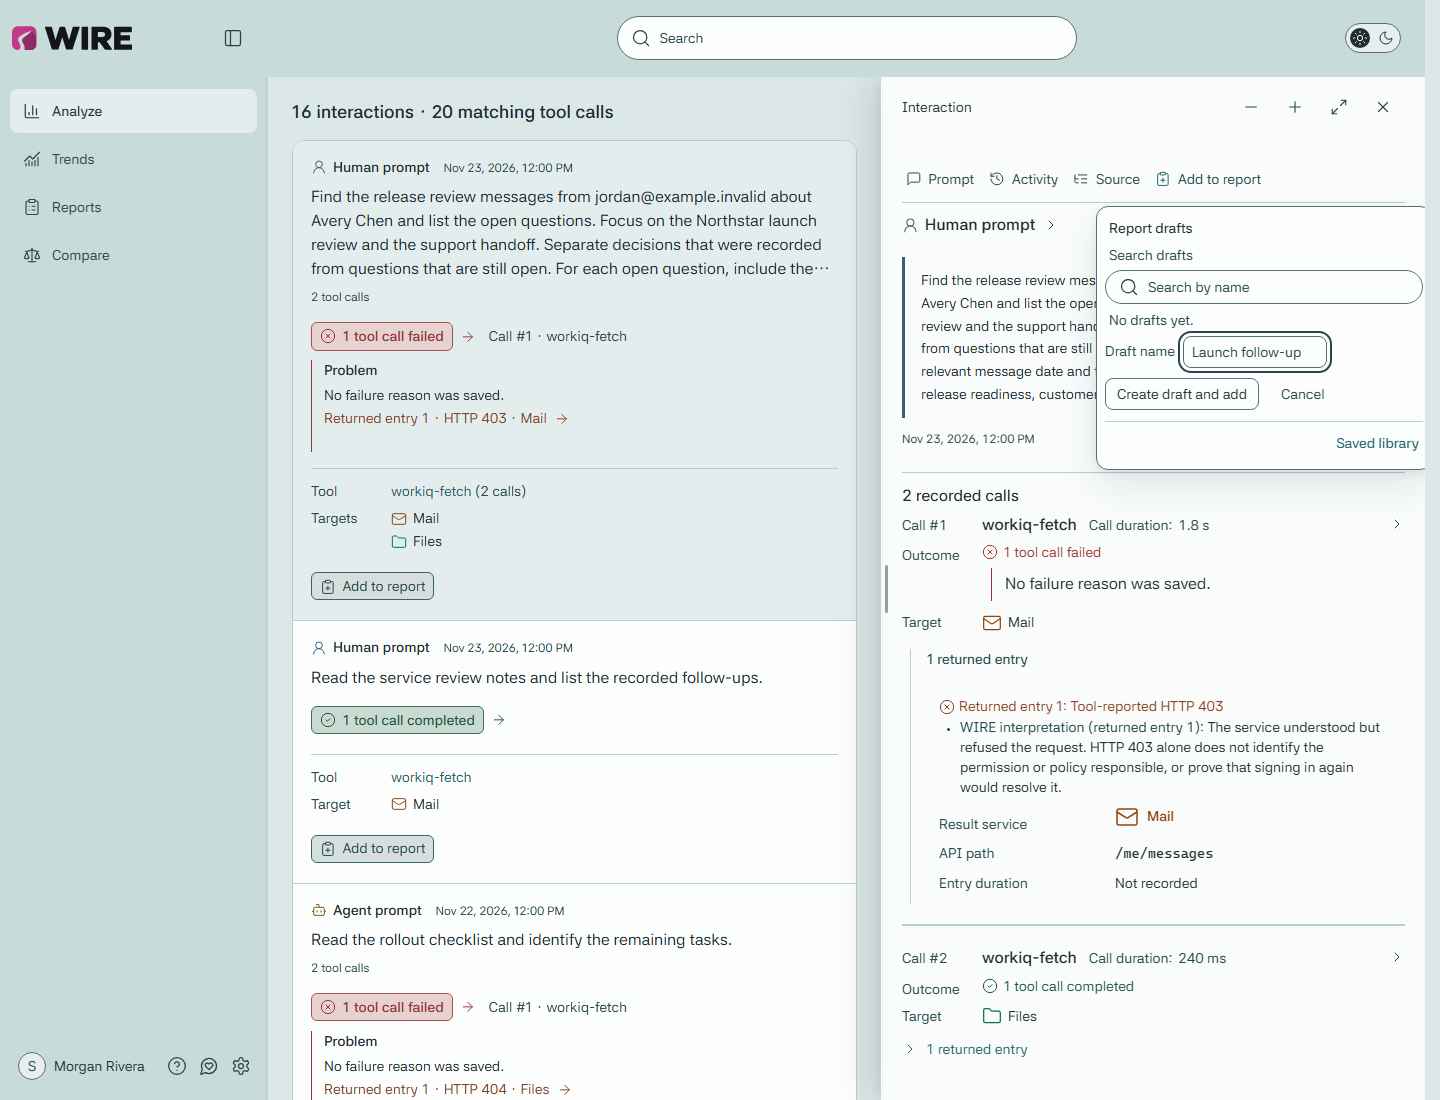 WIRE
Search
Analyze
Trends
Reports
Compare
S
Morgan Rivera
16 interactions · 20 matching tool calls
Human prompt Nov 23, 2026, 12:00 PM
Find the release review messages from jordan@example.invalid about
Avery Chen and list the open questions. Focus on the Northstar launch
review and the support handoff. Separate decisions that were recorded
from questions that are still open. For each open question, include the···
2 tool calls
1 tool call failed → Call #1 · workiq-fetch
Problem
No failure reason was saved.
Returned entry 1 · HTTP 403 · Mail →
Tool workiq-fetch (2 calls)
Targets Mail
Files
Add to report
Human prompt Nov 23, 2026, 12:00 PM
Read the service review notes and list the recorded follow-ups.
1 tool call completed →
Tool workiq-fetch
Target Mail
Add to report
Agent prompt Nov 22, 2026, 12:00 PM
Read the rollout checklist and identify the remaining tasks.
2 tool calls
1 tool call failed → Call #1 · workiq-fetch
Problem
No failure reason was saved.
Returned entry 1 · HTTP 404 · Files →
Interaction
Prompt Activity Source Add to report
Human prompt
Find the release review mes
Avery Chen and list the oper
review and the support hand
from questions that are still
relevant message date and
release readiness, customer
Nov 23, 2026, 12:00 PM
Report drafts
Search drafts
Search by name
No drafts yet.
Draft name Launch follow-up
Create draft and add Cancel
Saved library
2 recorded calls
Call #1 workiq-fetch Call duration: 1.8 s
Outcome 1 tool call failed
No failure reason was saved.
Target Mail
1 returned entry
Returned entry 1: Tool-reported HTTP 403
• WIRE interpretation (returned entry 1): The service understood but
refused the request. HTTP 403 alone does not identify the
permission or policy responsible, or prove that signing in again
would resolve it.
Result service Mail
API path /me/messages
Entry duration Not recorded
Call #2 workiq-fetch Call duration: 240 ms
Outcome 1 tool call completed
Target Files
1 returned entry